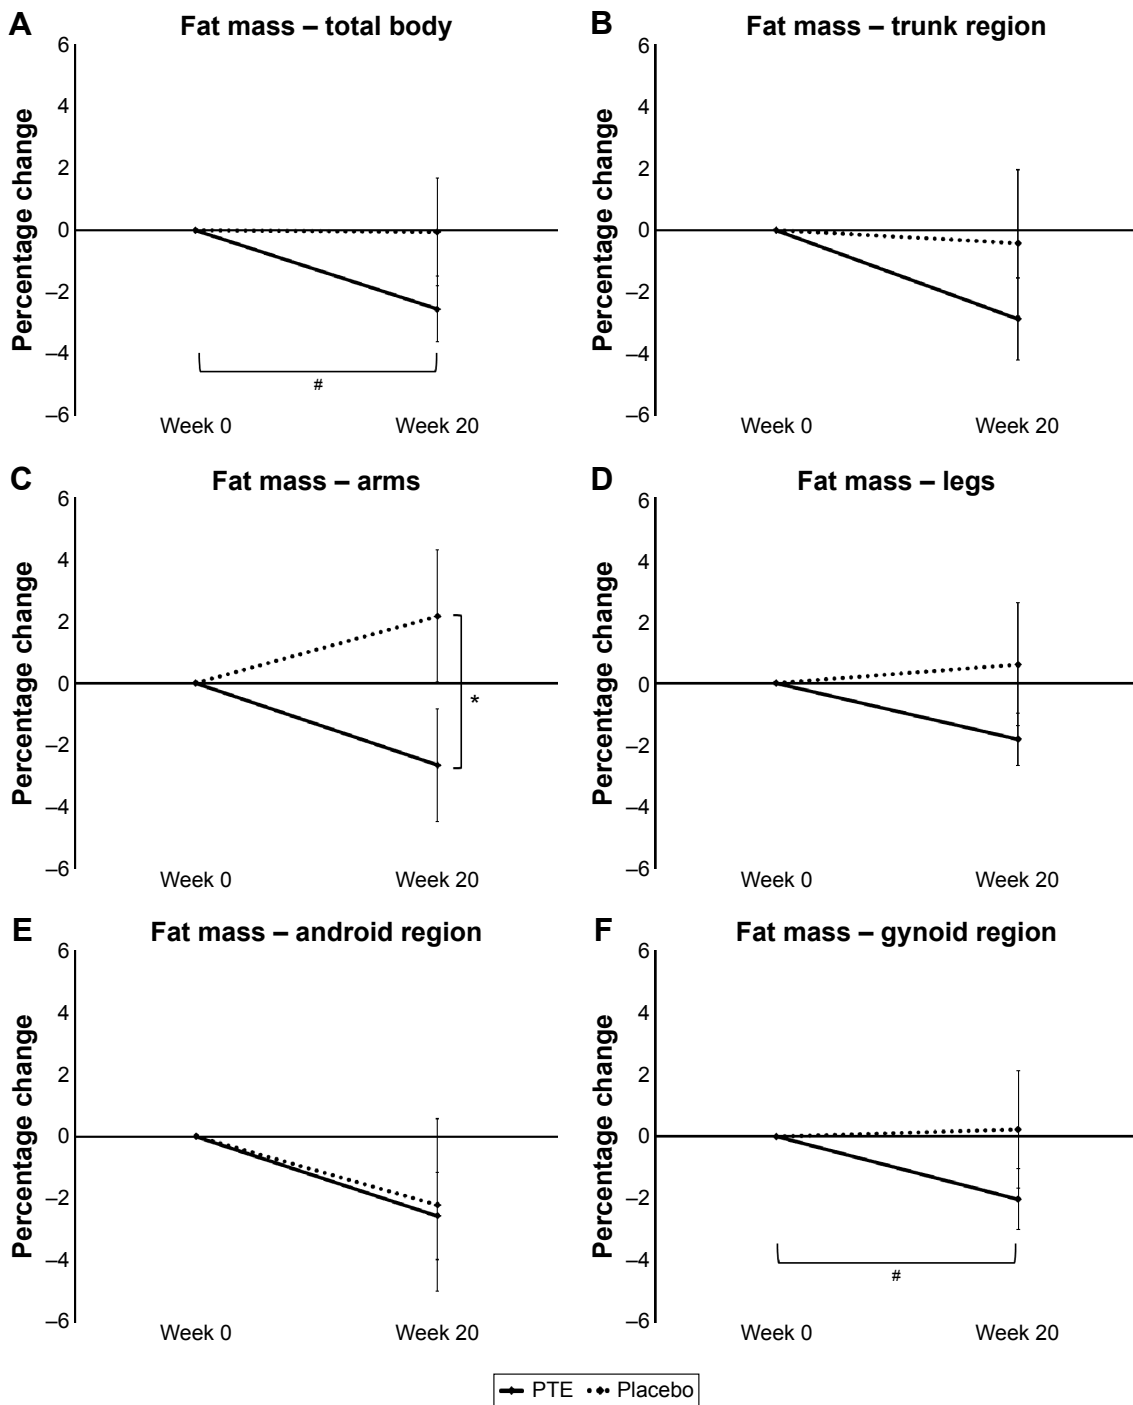 A Fat mass – total body
Percentage change
6
4
2
0
–2
–4
–6
#
Week 0 Week 20
B Fat mass – trunk region
Percentage change
6
4
2
0
–2
–4
–6
Week 0 Week 20
C Fat mass – arms
Percentage change
6
4
2
0
–2
–4
–6
*
Week 0 Week 20
D Fat mass – legs
Percentage change
6
4
2
0
–2
–4
–6
Week 0 Week 20
E Fat mass – android region
Percentage change
6
4
2
0
–2
–4
–6
Week 0 Week 20
F Fat mass – gynoid region
Percentage change
6
4
2
0
–2
–4
–6
#
Week 0 Week 20
PTE Placebo